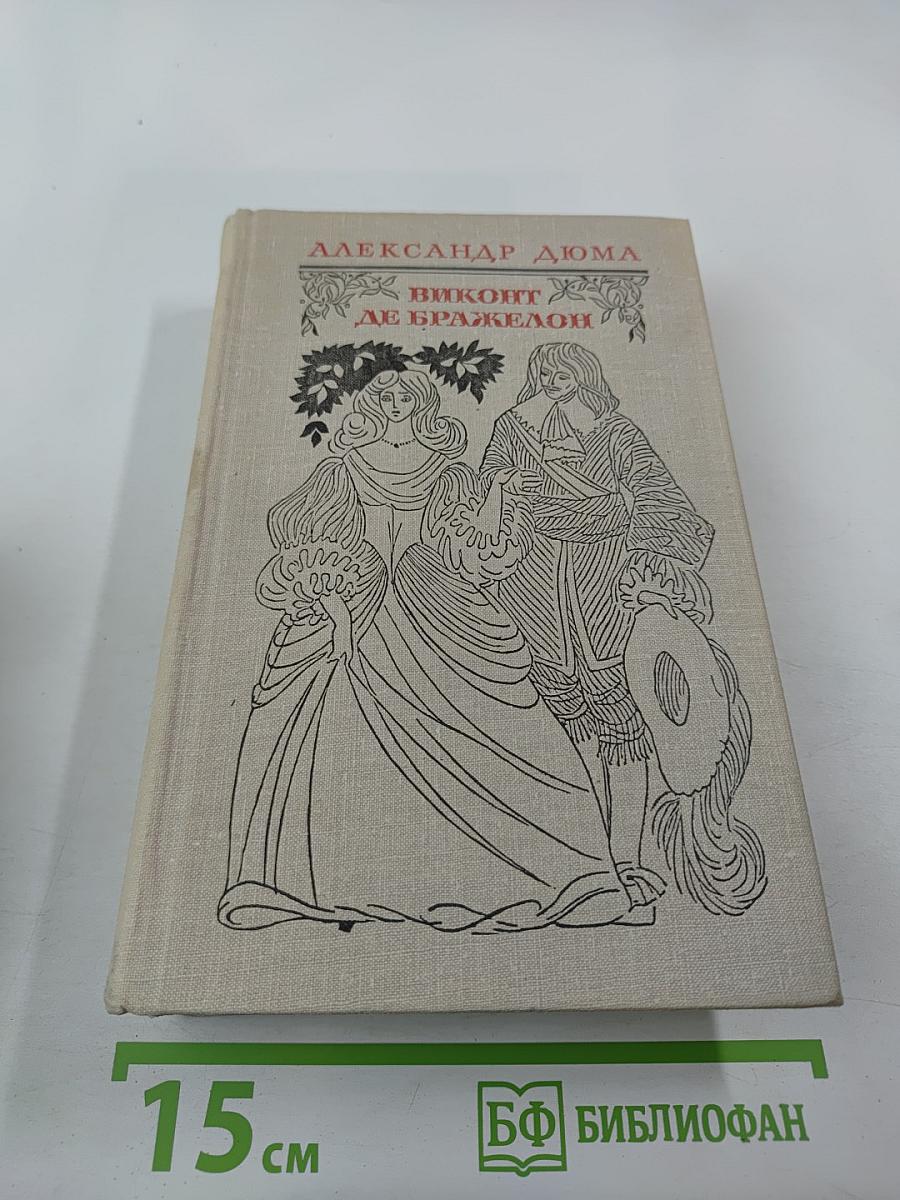 АЛЕКСАНДР ДЮМА
ВИКОНТ
ДЕ БРАЖЕЛОН
15 см
БФ БИБЛИОФАН